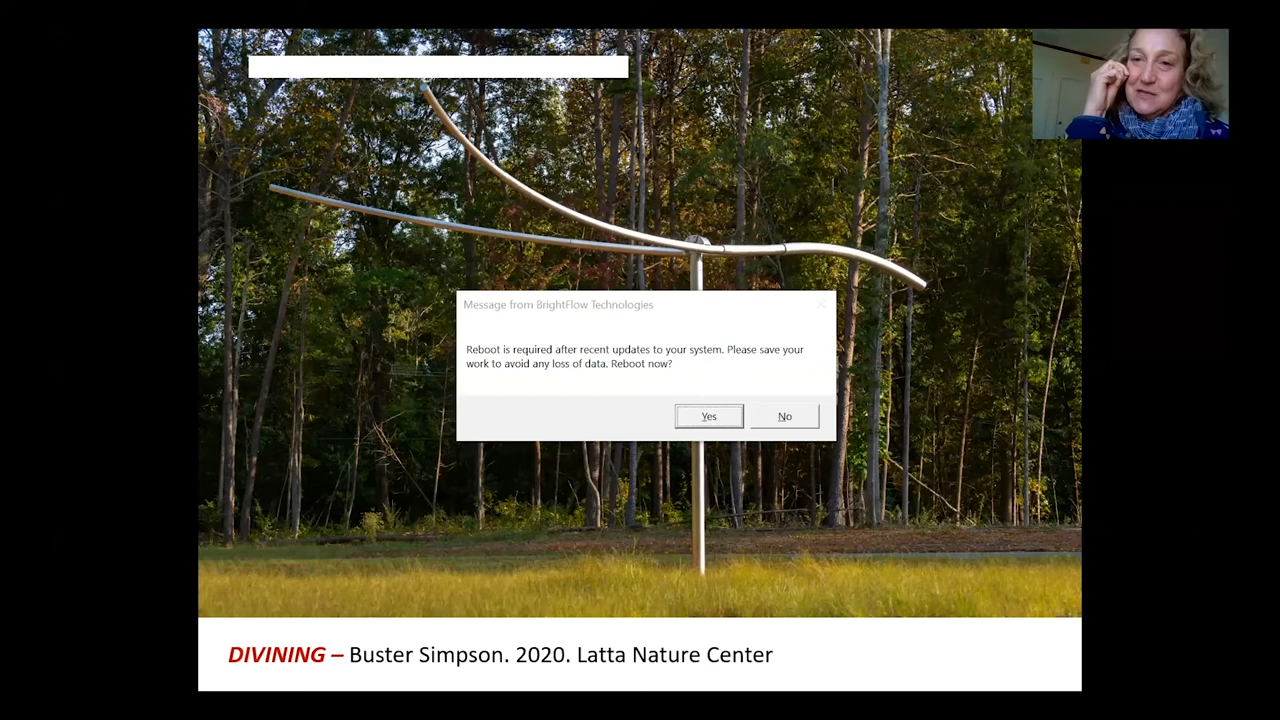 Message from BrightFlow Technologies
Reboot is required after recent updates to your system. Please save your
work to avoid any loss of data. Reboot now?
Yes
No
DIVINING – Buster Simpson. 2020. Latta Nature Center